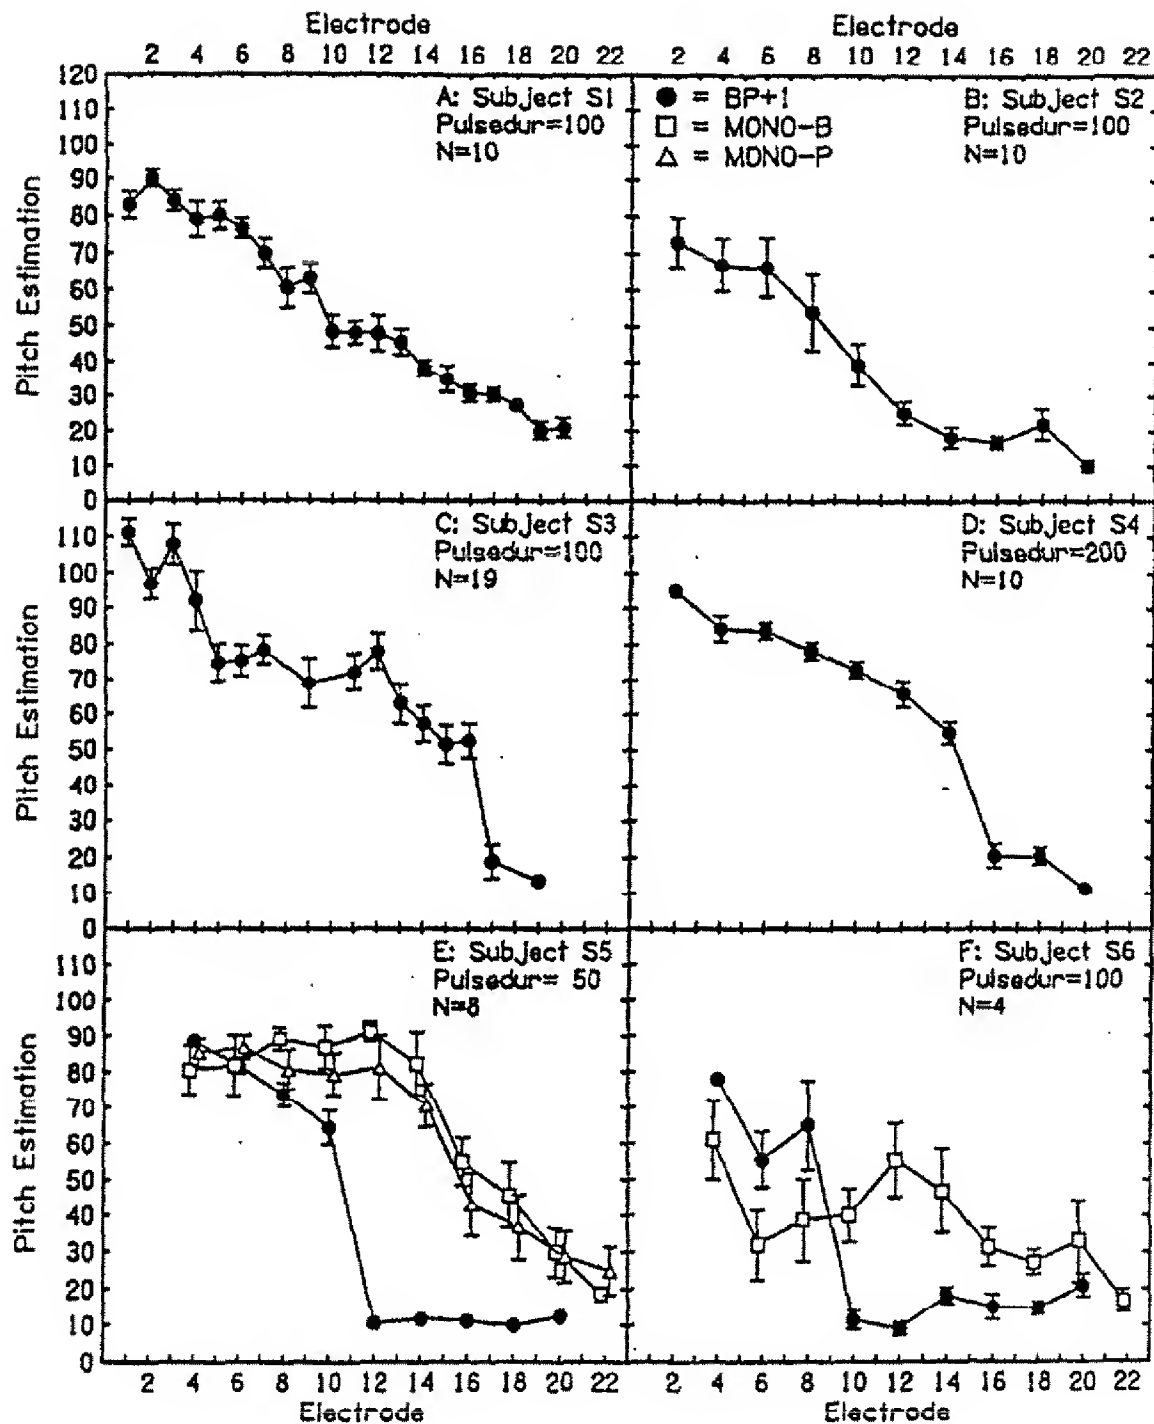 Electrode
Electrode
2 4 6 8 10 12 14 16 18 20
2 4 6 8 10 12 14 16 18 20 22
Pitch Estimation
120
110
100
90
80
70
60
50
40
30
20
10
0
A: Subject S1
Pulsedur=100
N=10
● = BP+1
□ = MONO-B
△ = MONO-P
B: Subject S2
Pulsedur=100
N=10
Pitch Estimation
110
100
90
80
70
60
50
40
30
20
10
0
C: Subject S3
Pulsedur=100
N=19
D: Subject S4
Pulsedur=200
N=10
Pitch Estimation
110
100
90
80
70
60
50
40
30
20
10
0
E: Subject S5
Pulsedur= 50
N=8
F: Subject S6
Pulsedur=100
N=4
2 4 6 8 10 12 14 16 18 20 22
2 4 6 8 10 12 14 16 18 20 22
Electrode
Electrode